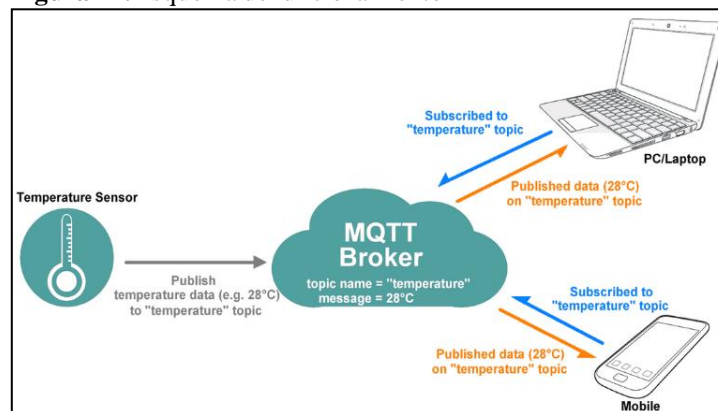 Subscribed to
"temperature" topic
PC/Laptop
Published data (28°C)
on "temperature" topic
Temperature Sensor
Publish
temperature data (e.g. 28°C)
to "temperature" topic
MQTT
Broker
topic name = "temperature"
message = 28°C
Subscribed to
"temperature" topic
Published data (28°C)
on "temperature" topic
Mobile